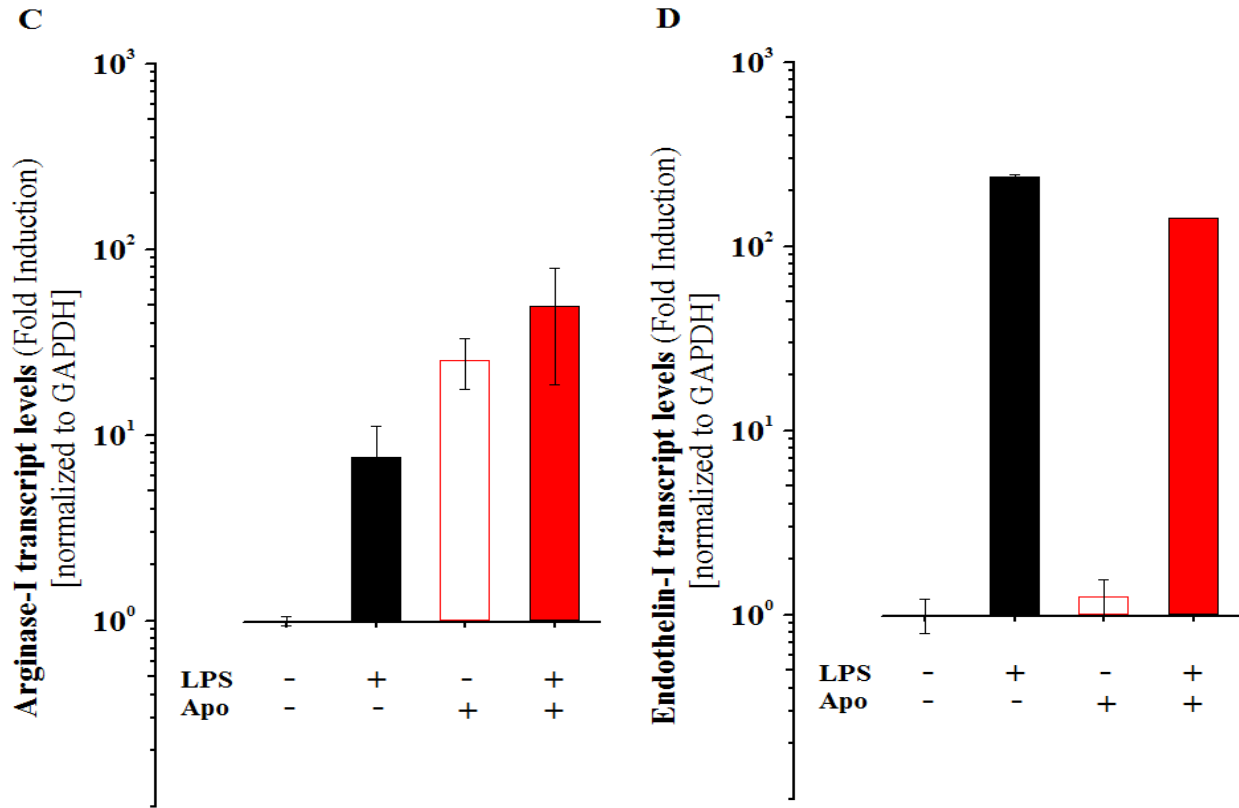 C
Arginase-I transcript levels (Fold Induction)
[normalized to GAPDH]
10³
10²
10¹
10⁰
LPS - + - +
Apo - - + +
D
Endothelin-I transcript levels (Fold Induction)
[normalized to GAPDH]
10³
10²
10¹
10⁰
LPS - + - +
Apo - - + +